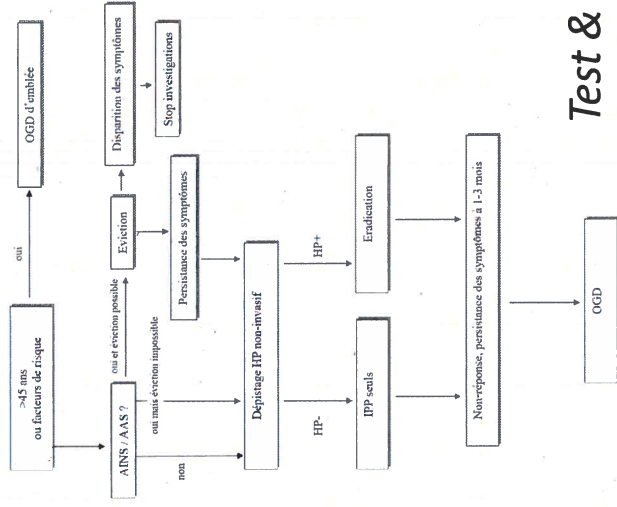 Test &
>45 ans
ou facteurs de risque
oui
OGD d'emblée
AINS / AAS ?
oui et éviction possible
Eviction
Disparition des symptômes
Stop investigations
Persistance des symptômes
oui mais éviction impossible
non
Dépistage HP non-invasif
HP-
HP+
IPP seuls
Eradication
Non-réponse, persistance des symptômes à 1-3 mois
OGD